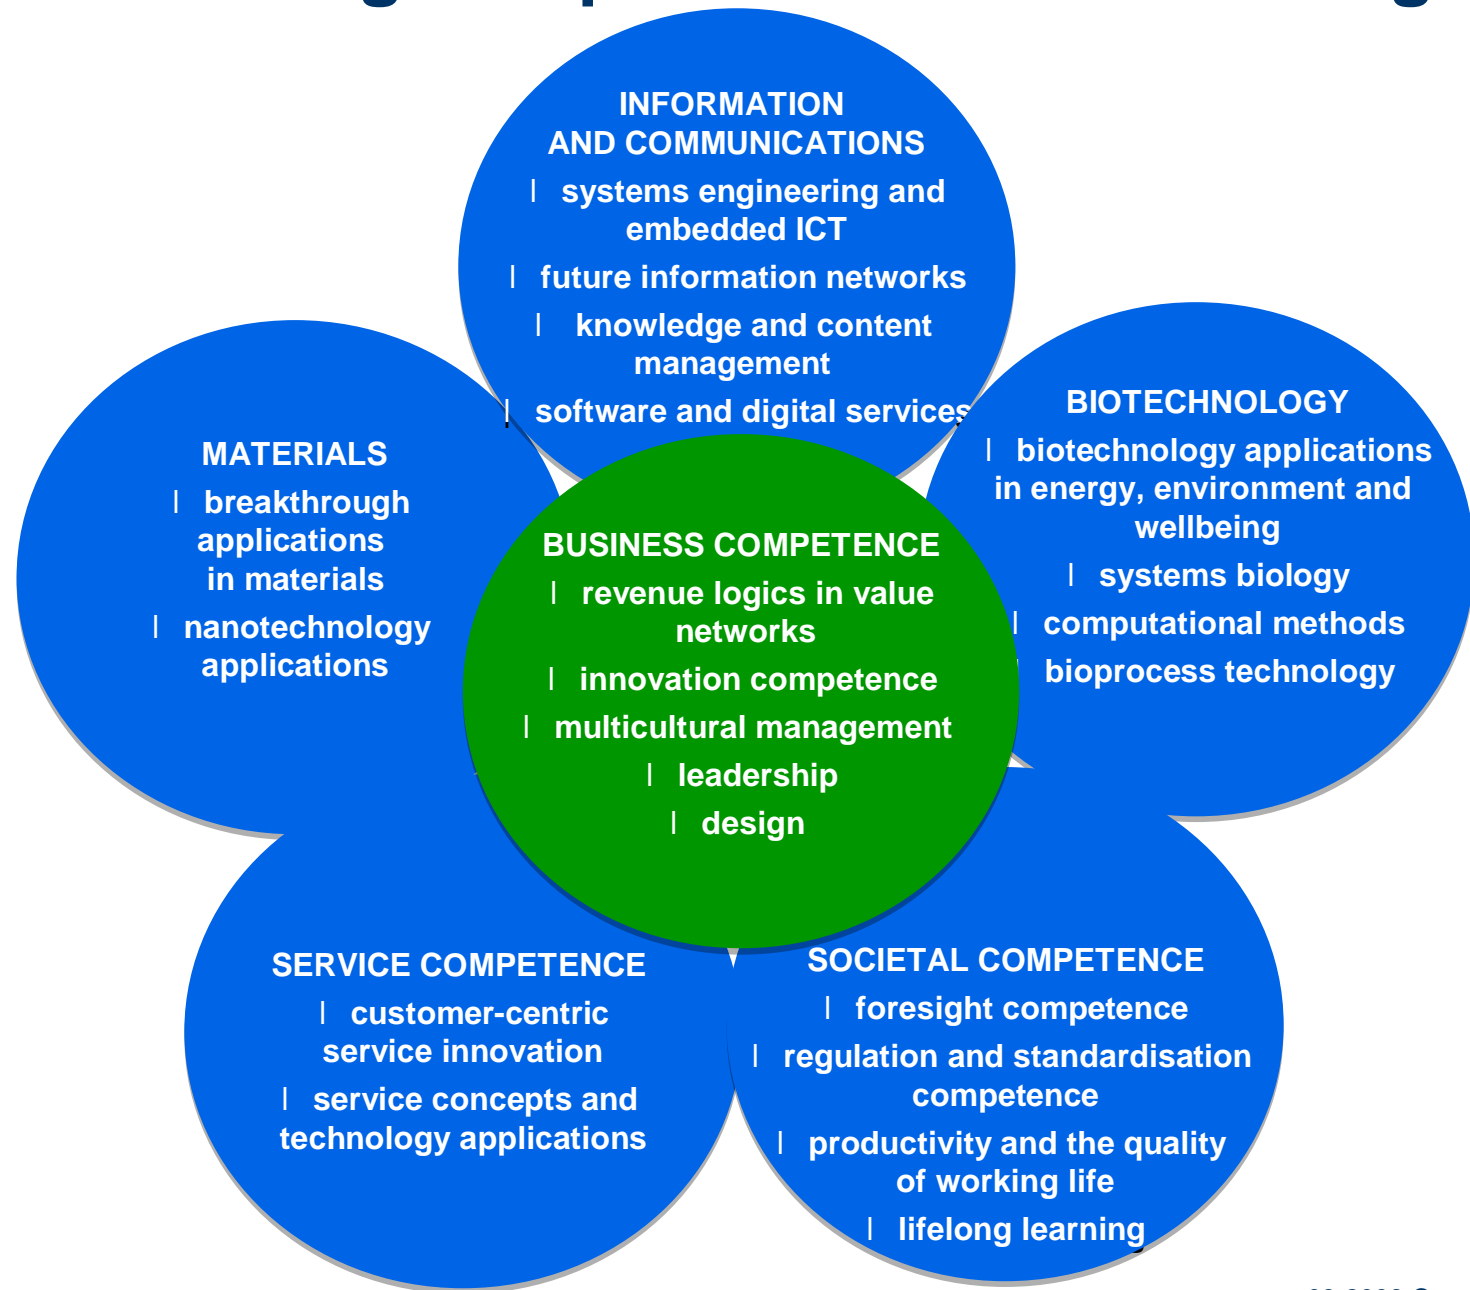 INFORMATION
AND COMMUNICATIONS
l systems engineering and
embedded ICT
l future information networks
l knowledge and content
management
l software and digital services
BIOTECHNOLOGY
l biotechnology applications
in energy, environment and
wellbeing
l systems biology
l computational methods
l bioprocess technology
MATERIALS
l breakthrough
applications
in materials
l nanotechnology
applications
BUSINESS COMPETENCE
l revenue logics in value
networks
l innovation competence
l multicultural management
l leadership
l design
SERVICE COMPETENCE
l customer-centric
service innovation
l service concepts and
technology applications
SOCIETAL COMPETENCE
l foresight competence
l regulation and standardisation
competence
l productivity and the quality
of working life
l lifelong learning